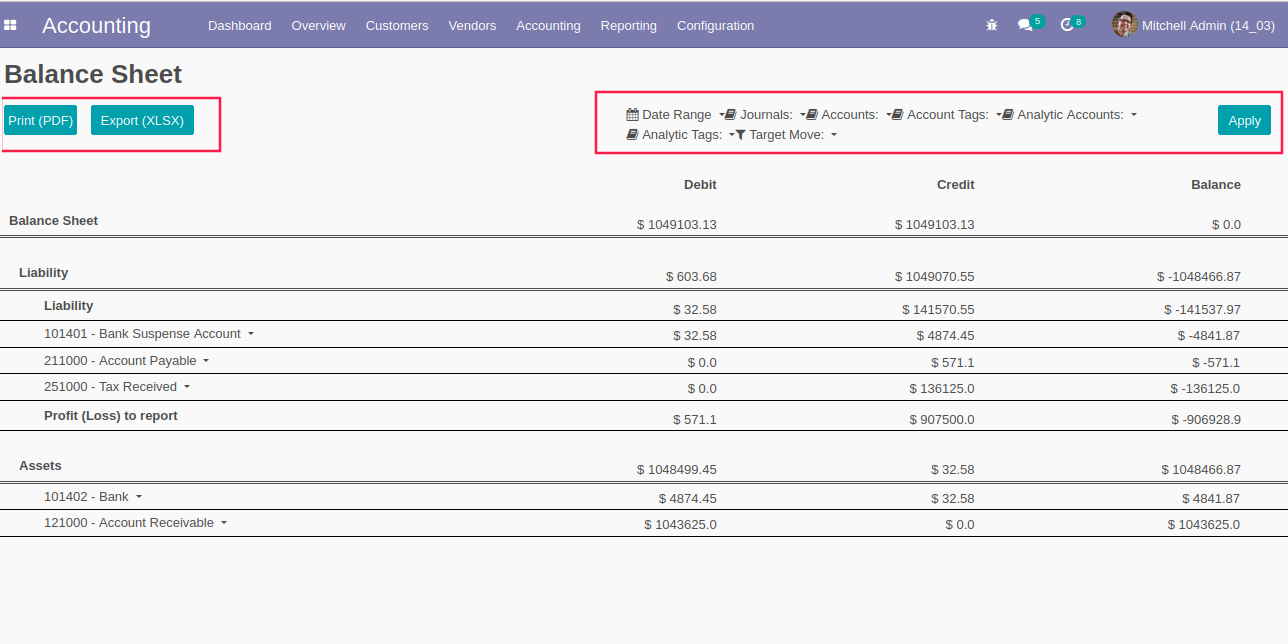 Accounting Dashboard Overview Customers Vendors Accounting Reporting Configuration 5 8 Mitchell Admin (14_03)
Balance Sheet
Print (PDF) Export (XLSX)
Date Range Journals: Accounts: Account Tags: Analytic Accounts:
Analytic Tags: Target Move:
Apply
Debit Credit Balance
Balance Sheet $ 1049103.13 $ 1049103.13 $ 0.0
Liability $ 603.68 $ 1049070.55 $ -1048466.87
Liability $ 32.58 $ 141570.55 $ -141537.97
101401 - Bank Suspense Account $ 32.58 $ 4874.45 $ -4841.87
211000 - Account Payable $ 0.0 $ 571.1 $ -571.1
251000 - Tax Received $ 0.0 $ 136125.0 $ -136125.0
Profit (Loss) to report $ 571.1 $ 907500.0 $ -906928.9
Assets $ 1048499.45 $ 32.58 $ 1048466.87
101402 - Bank $ 4874.45 $ 32.58 $ 4841.87
121000 - Account Receivable $ 1043625.0 $ 0.0 $ 1043625.0